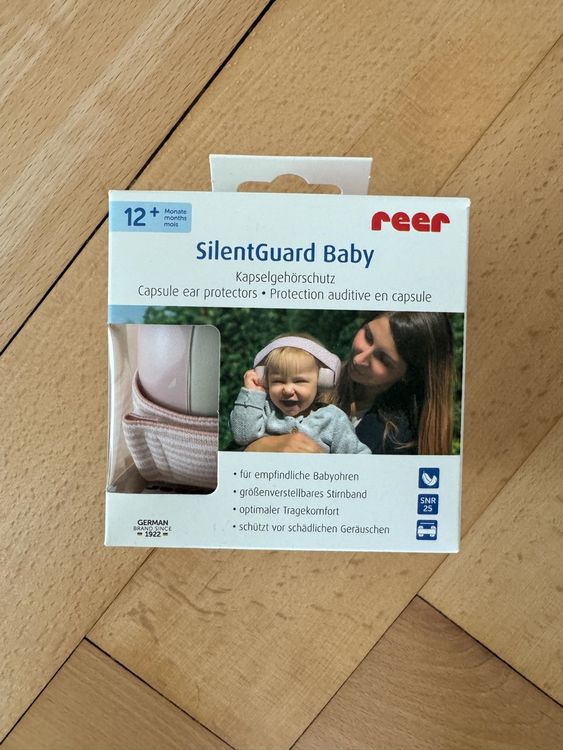 12+
Monate
months
mois
reer
SilentGuard Baby
Kapselgehörschutz
Capsule ear protectors • Protection auditive en capsule
• für empfindliche Babyohren
• größenverstellbares Stirnband
• optimaler Tragekomfort
• schützt vor schädlichen Geräuschen
SNR
25
GERMAN
BRAND SINCE
1922